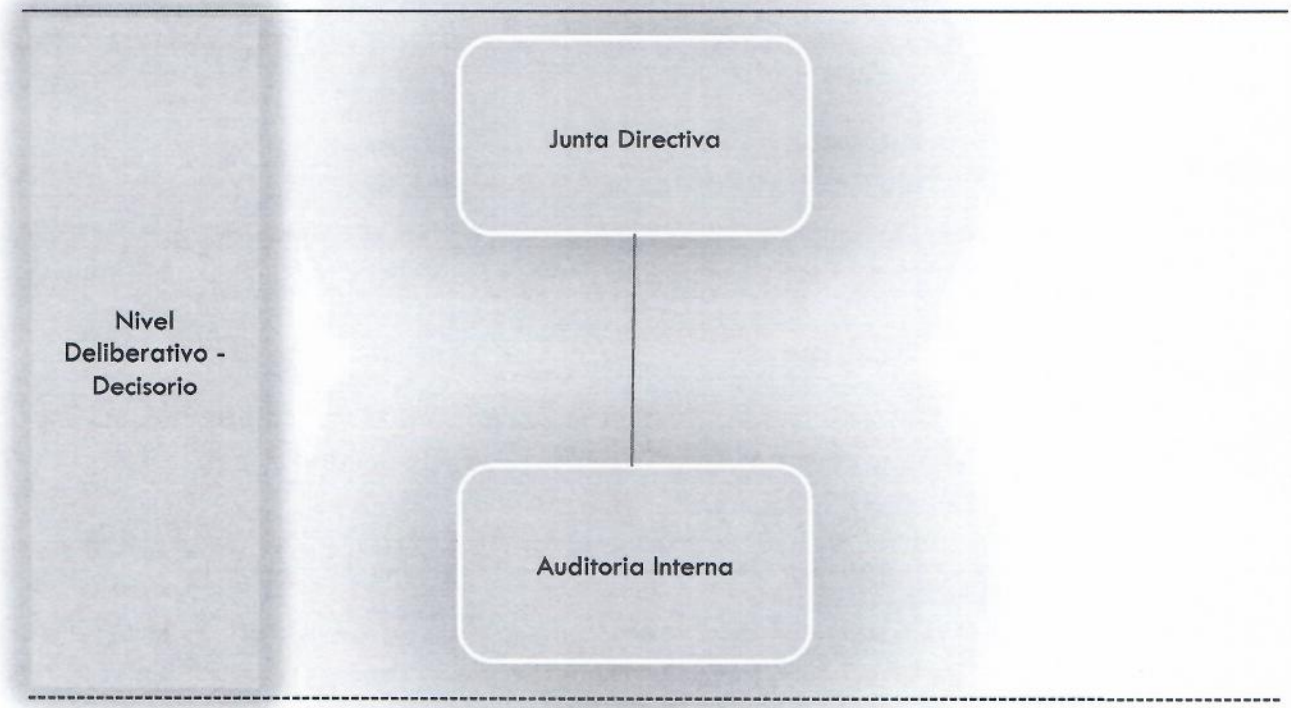 Junta Directiva
Nivel
Deliberativo -
Decisorio
Auditoria Interna